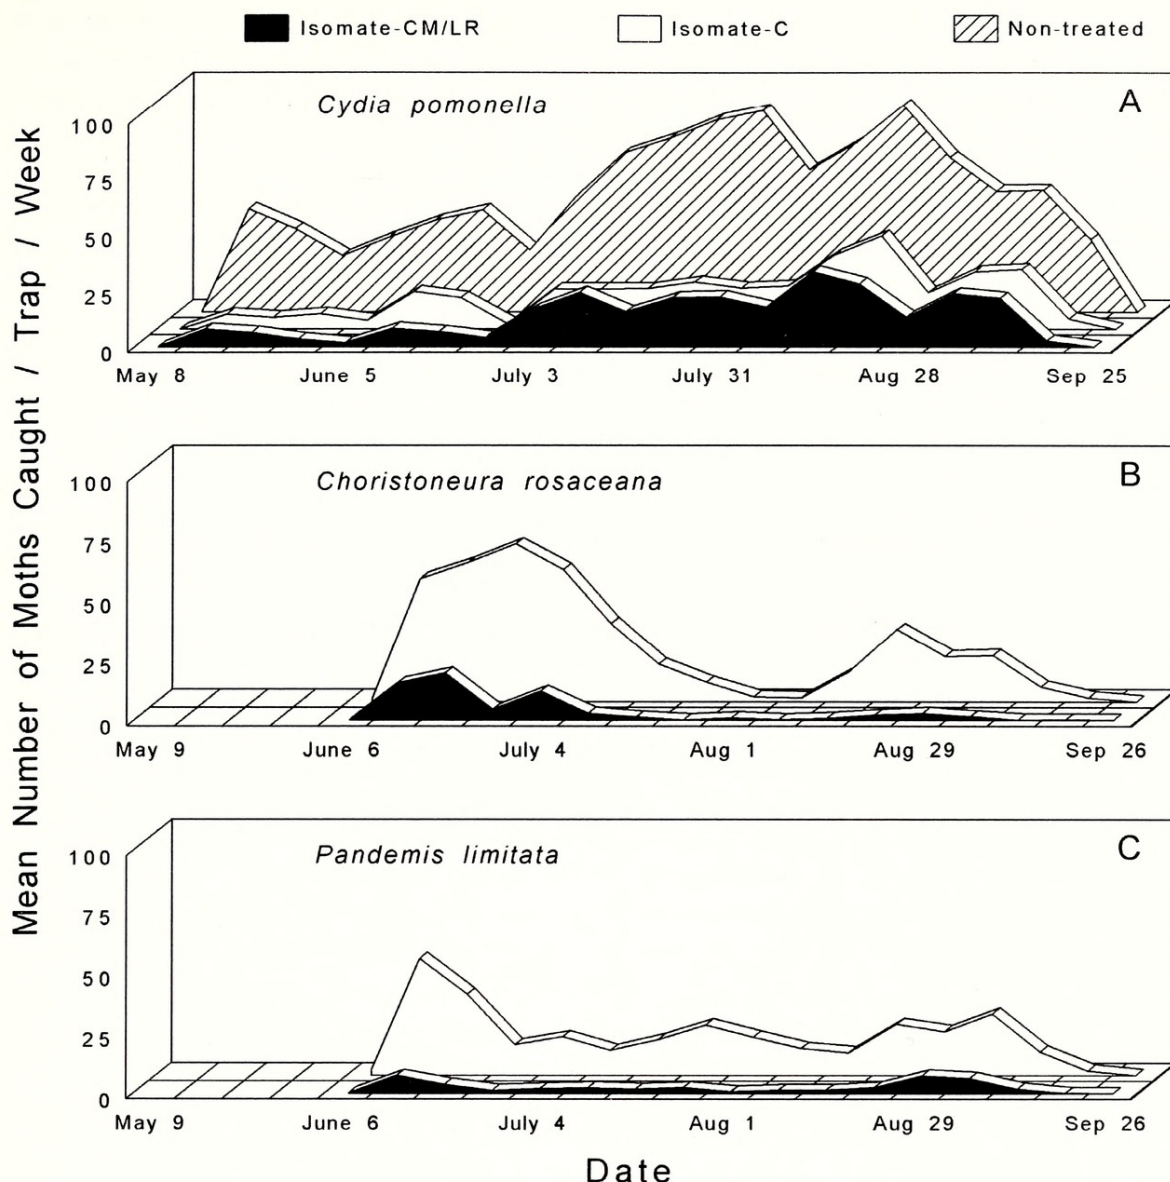 Isomate-CM/LR Isomate-C Non-treated
Mean Number of Moths Caught / Trap / Week
Cydia pomonella
A
100
75
50
25
0
May 8 June 5 July 3 July 31 Aug 28 Sep 25
Choristoneura rosaceana
B
100
75
50
25
0
May 9 June 6 July 4 Aug 1 Aug 29 Sep 26
Pandemis limitata
C
100
75
50
25
0
May 9 June 6 July 4 Aug 1 Aug 29 Sep 26
Date